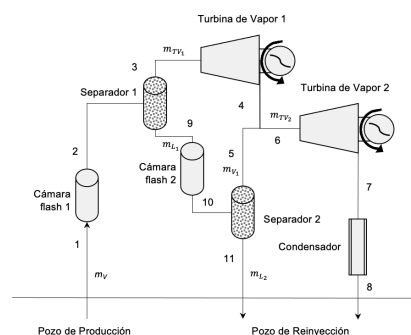 Turbina de Vapor 1
m_{TV_1}
3
Separador 1
Turbina de Vapor 2
4
9
m_{TV_2}
m_{L_1}
2
5
6
Cámara
flash 2
m_{V_1}
Cámara
flash 1
7
10
Separador 2
1
Condensador
11
m_{L_2}
m_V
8
Pozo de Producción
Pozo de Reinyección